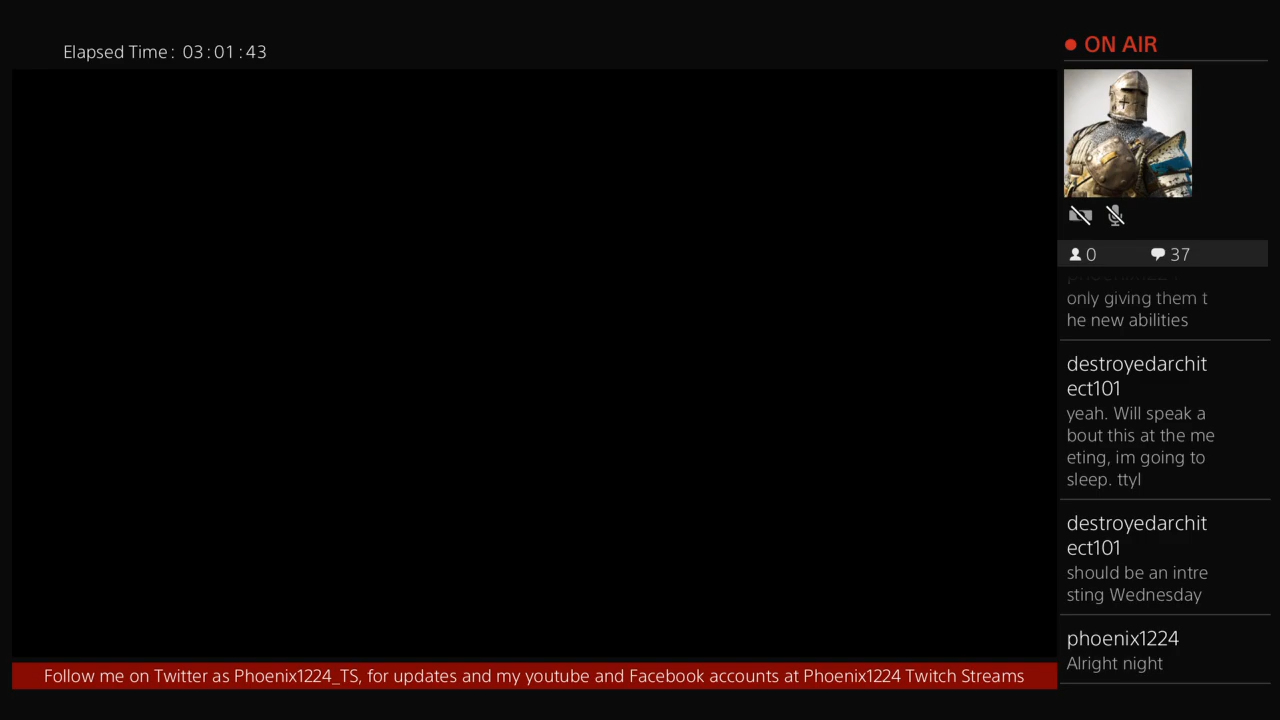 Elapsed Time: 03:01:43
ON AIR
0
37
only giving them t
he new abilities
destroyedarchit
ect101
yeah. Will speak a
bout this at the me
eting, im going to
sleep. ttyl
destroyedarchit
ect101
should be an intre
sting Wednesday
phoenix1224
Alright night
Follow me on Twitter as Phoenix1224_TS, for updates and my youtube and Facebook accounts at Phoenix1224 Twitch Streams